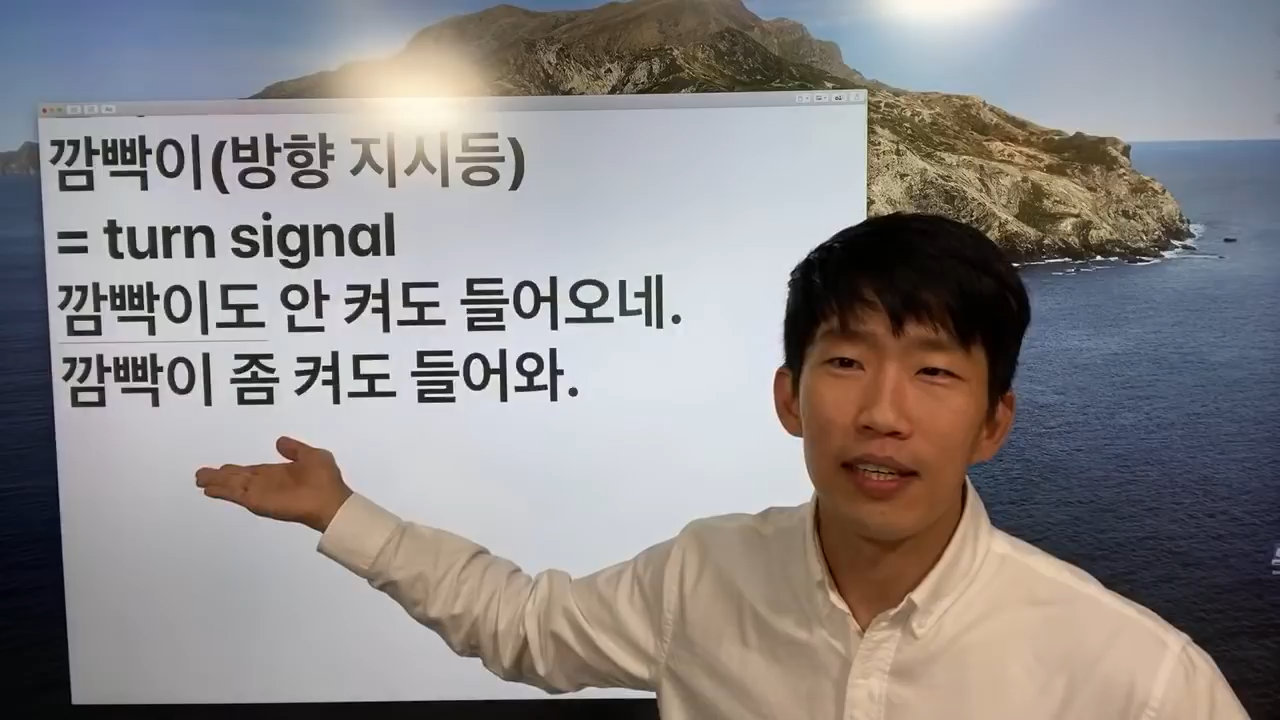 깜빡이(방향 지시등)
= turn signal
깜빡이도 안 켜도 들어오네.
깜빡이 좀 켜도 들어와.